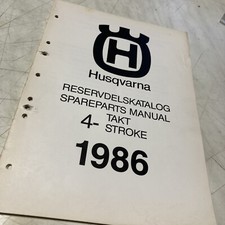 H
Husqvarna
RESERVDELSKATALOG
SPAREPARTS MANUAL
4- TAKT
STROKE
1986